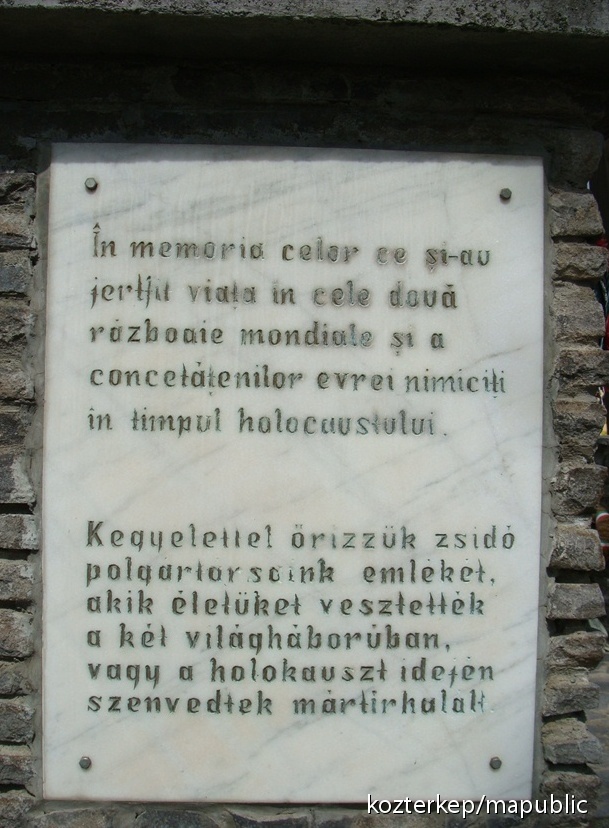 În memoria celor ce și-au
jertfit viața în cele două
războaie mondiale și a
concetățenilor evrei nimiciți
în timpul holocaustului.
Kegyelettel őrizzük zsidó
polgártársaink emlékét,
akik életüket vesztették
a két világháborúban,
vagy a holokauszt idején
szenvedtek mártírhalált.
kozterkep/mapublic